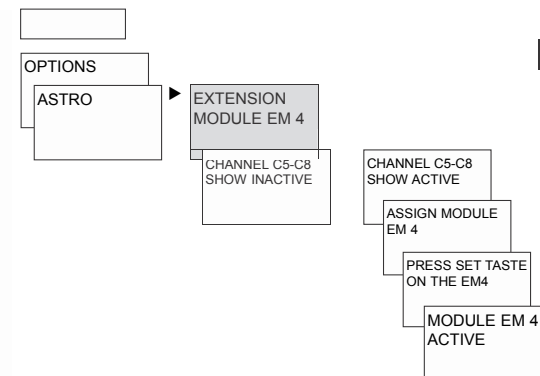 OPTIONS
ASTRO
EXTENSION
MODULE EM 4
CHANNEL C5-C8
SHOW INACTIVE
CHANNEL C5-C8
SHOW ACTIVE
ASSIGN MODULE
EM 4
PRESS SET TASTE
ON THE EM4
MODULE EM 4
ACTIVE